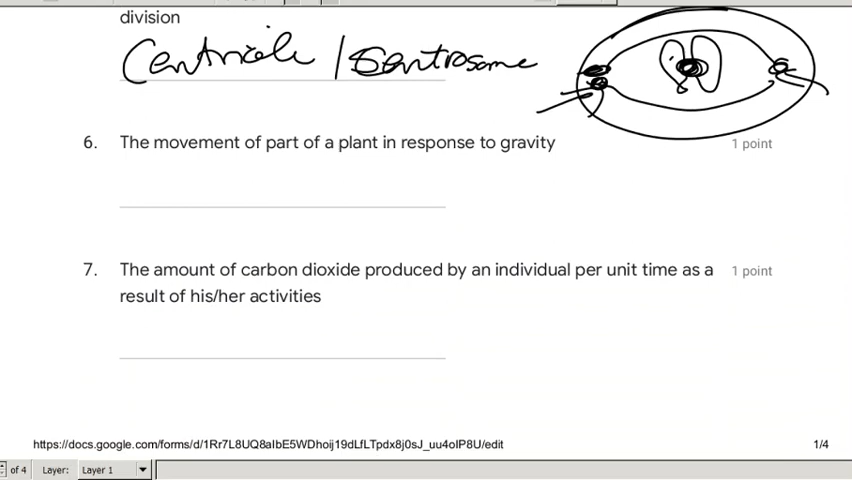 division
Centriole / Centrosome
6. The movement of part of a plant in response to gravity 1 point
7. The amount of carbon dioxide produced by an individual per unit time as a 1 point
result of his/her activities
https://docs.google.com/forms/d/1Rr7L8UQ8aIbE5WDhoij19dLfLTpdx8j0sJ_uu4oIP8U/edit 1/4
of 4 Layer: Layer 1